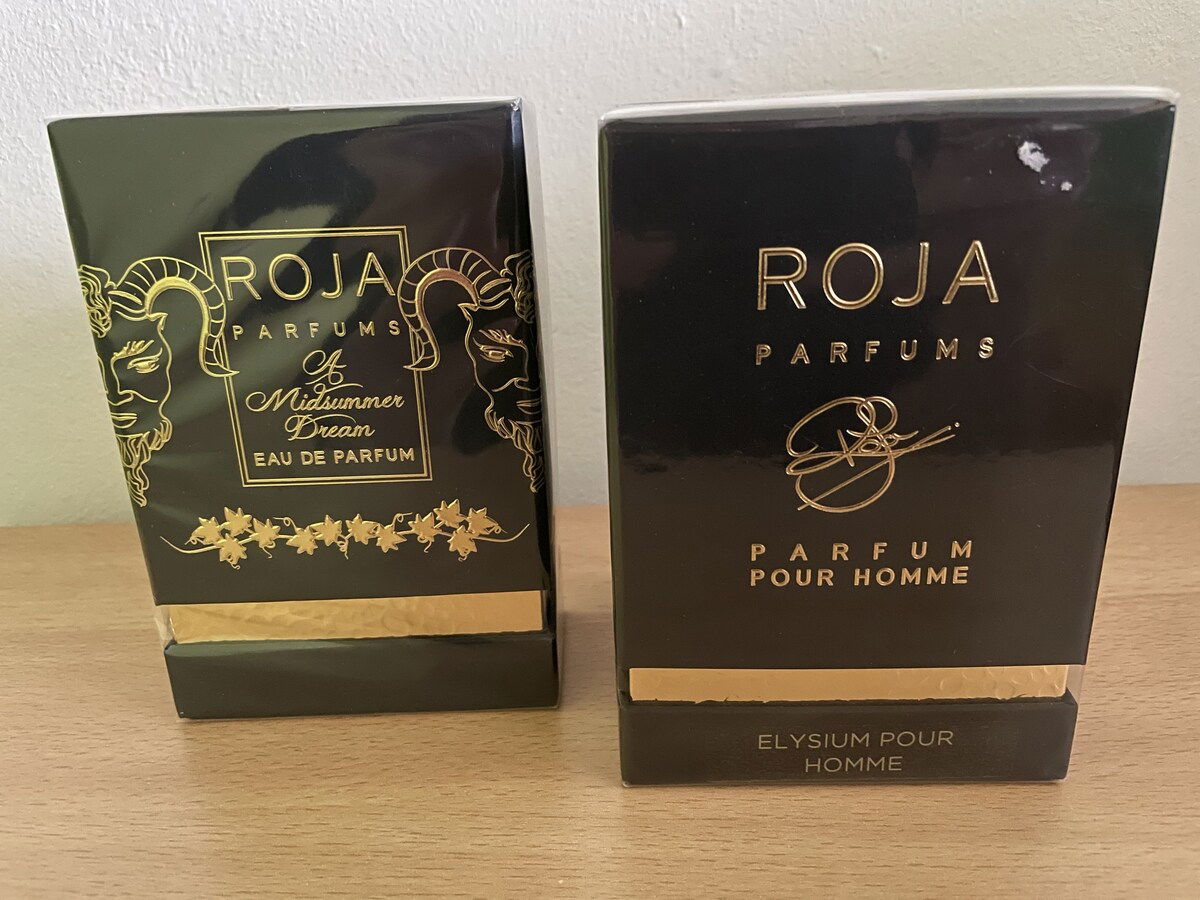 ROJA
PARFUMS
A
Midsummer
Dream
EAU DE PARFUM
ROJA
PARFUMS
PARFUM
POUR HOMME
ELYSIUM POUR
HOMME